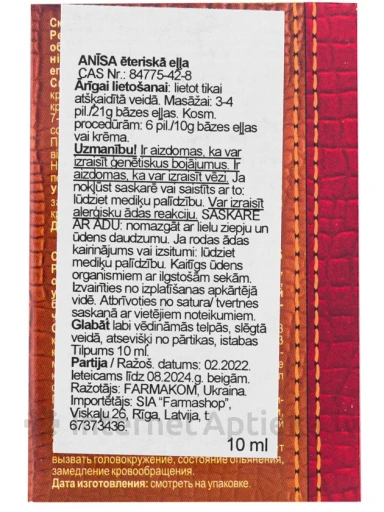 ANĪSA ēteriskā eļļa
CAS Nr.: 84775-42-8
Ārīgai lietošanai: lietot tikai
atšķaidītā veidā. Masāžai: 3-4
pil./21g bāzes eļļas. Kosm.
procedūrām: 6 pil./10g bāzes eļļas
vai krēma.
Uzmanību! Ir aizdomas, ka var
izraisīt ģenētiskus bojājumus. Ir
aizdomas, ka var izraisīt vēzi. Ja
nokļūst saskarē vai saistīts ar to:
lūdziet mediķu palīdzību. Var izraisīt
alerģisku ādas reakciju. SASKARĒ
AR ĀDU: nomazgāt ar lielu ziepju un
ūdens daudzumu. Ja rodas ādas
kairinājums vai izsitumi: lūdziet
mediķu palīdzību. Kaitīgs ūdens
organismiem ar ilgstošām sekām.
Izvairīties no izplatīšanas apkārtējā
vidē. Atbrīvoties no satura/ tvertnes
saskaņā ar vietējiem noteikumiem.
Glabāt labi vēdināmās telpās, slēgtā
veidā, atsevišķi no pārtikas, istabas
Tilpums 10 ml.
Partija / Ražoš. datums: 02.2022.
Ieteicams līdz 08.2024.g. beigām.
Ražotājs: FARMAKOM, Ukraina.
Importētājs: SIA "Farmashop",
Viskaļu 26, Rīga, Latvija, t.
67373436.
Internet Aptieka
10 ml
вызвать головокружение, состояние опьянения,
замедление кровообращения.
Дата изготовления: смотреть на упаковке.